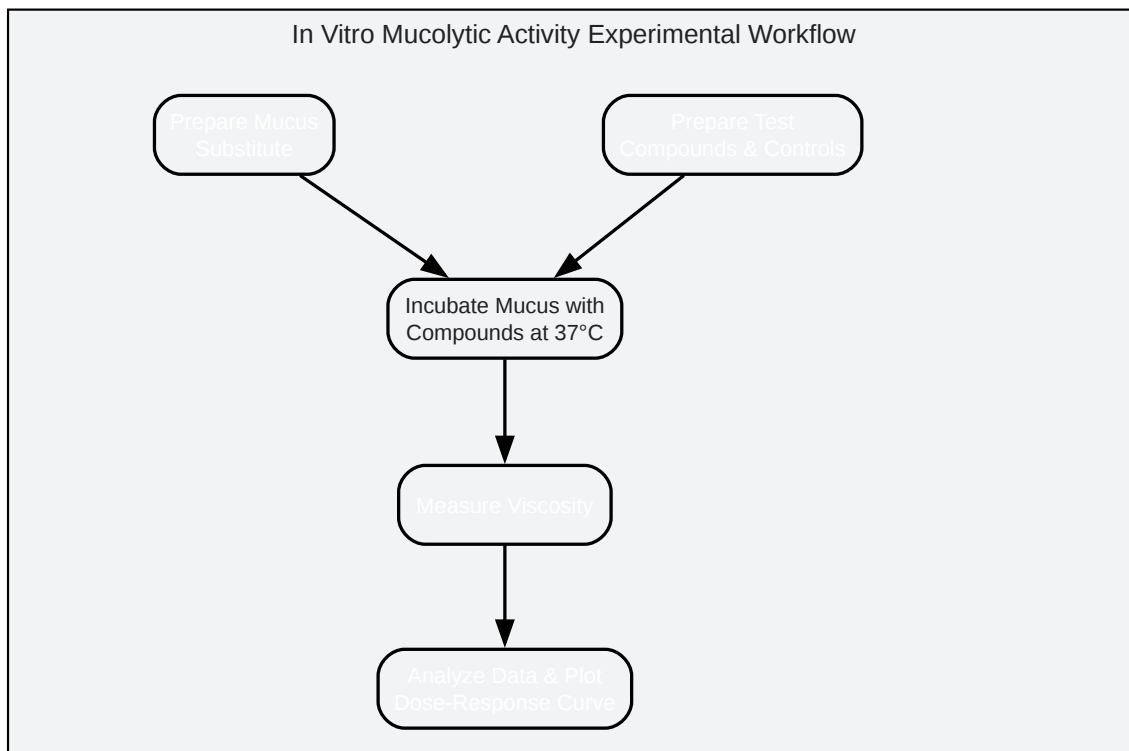 In Vitro Mucolytic Activity Experimental Workflow
Prepare Mucus
Substitute
Prepare Test
Compounds & Controls
Incubate Mucus with
Compounds at 37°C
Measure Viscosity
Analyze Data & Plot
Dose-Response Curve